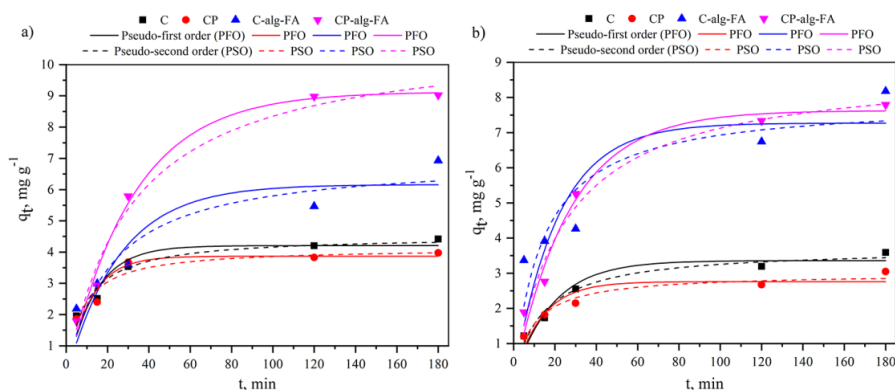 a)
C CP C-alg-FA CP-alg-FA
Pseudo-first order (PFO) PFO PFO PFO
Pseudo-second order (PSO) PSO PSO PSO
10
9
8
7
6
5
4
3
2
1
qt, mg g-1
0 20 40 60 80 100 120 140 160 180
t, min
b)
C CP C-alg-FA CP-alg-FA
Pseudo-first order (PFO) PFO PFO PFO
Pseudo-second order (PSO) PSO PSO PSO
9
8
7
6
5
4
3
2
1
qt, mg g-1
0 20 40 60 80 100 120 140 160 180
t, min